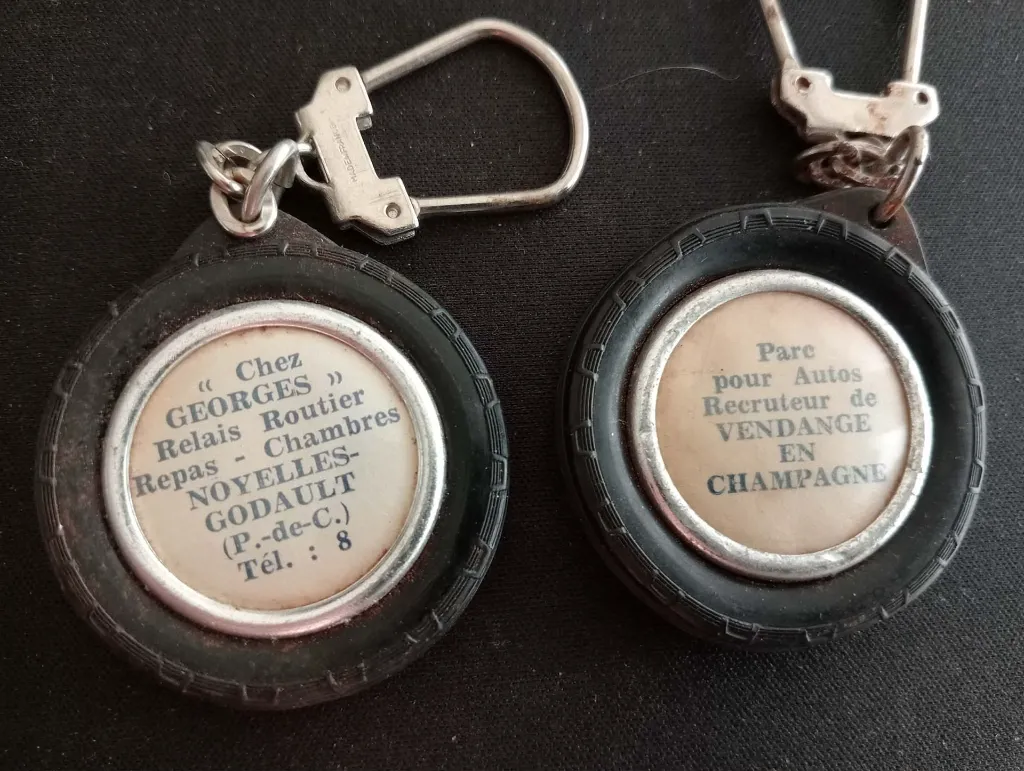 « Chez
GEORGES »
Relais Routier
Repas - Chambres
NOYELLES-
GODAULT
(P.-de-C.)
Tél. : 8
Parc
pour Autos
Recruteur de
VENDANGE
EN
CHAMPAGNE